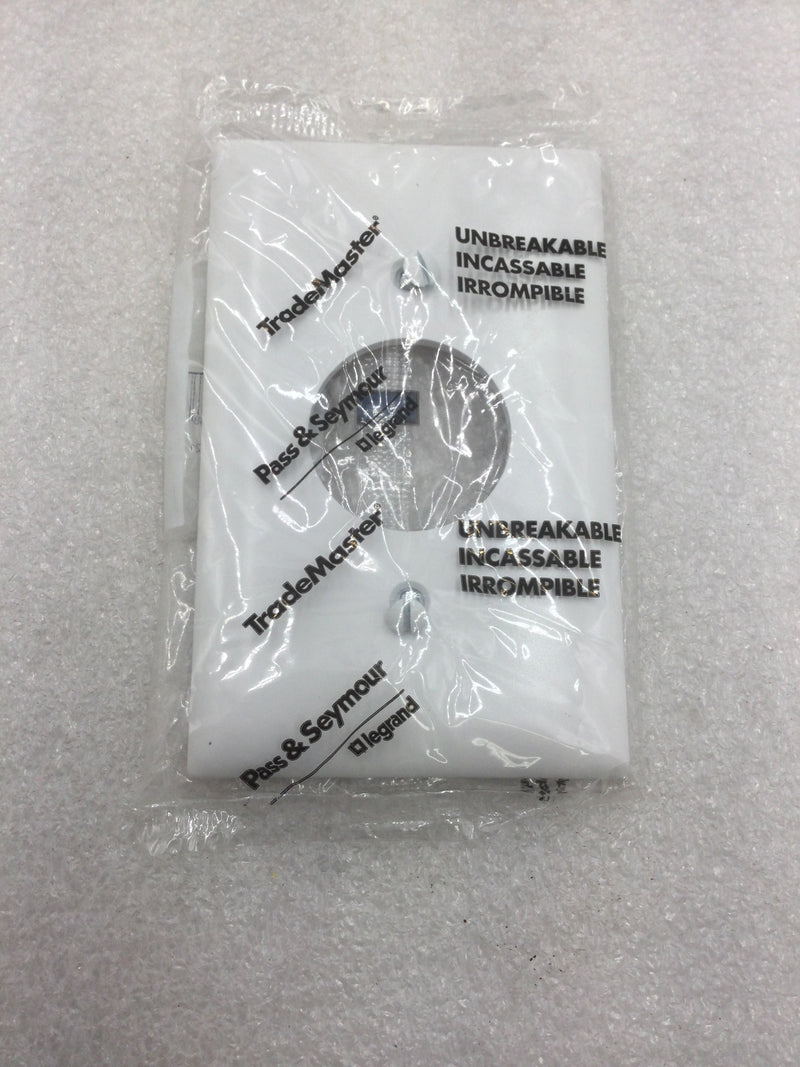 TradeMaster®
UNBREAKABLE
INCASSABLE
IRROMPIBLE
Pass & Seymour
legrand
TradeMaster
UNBREAKABLE
INCASSABLE
IRROMPIBLE
Pass & Seymour
legrand